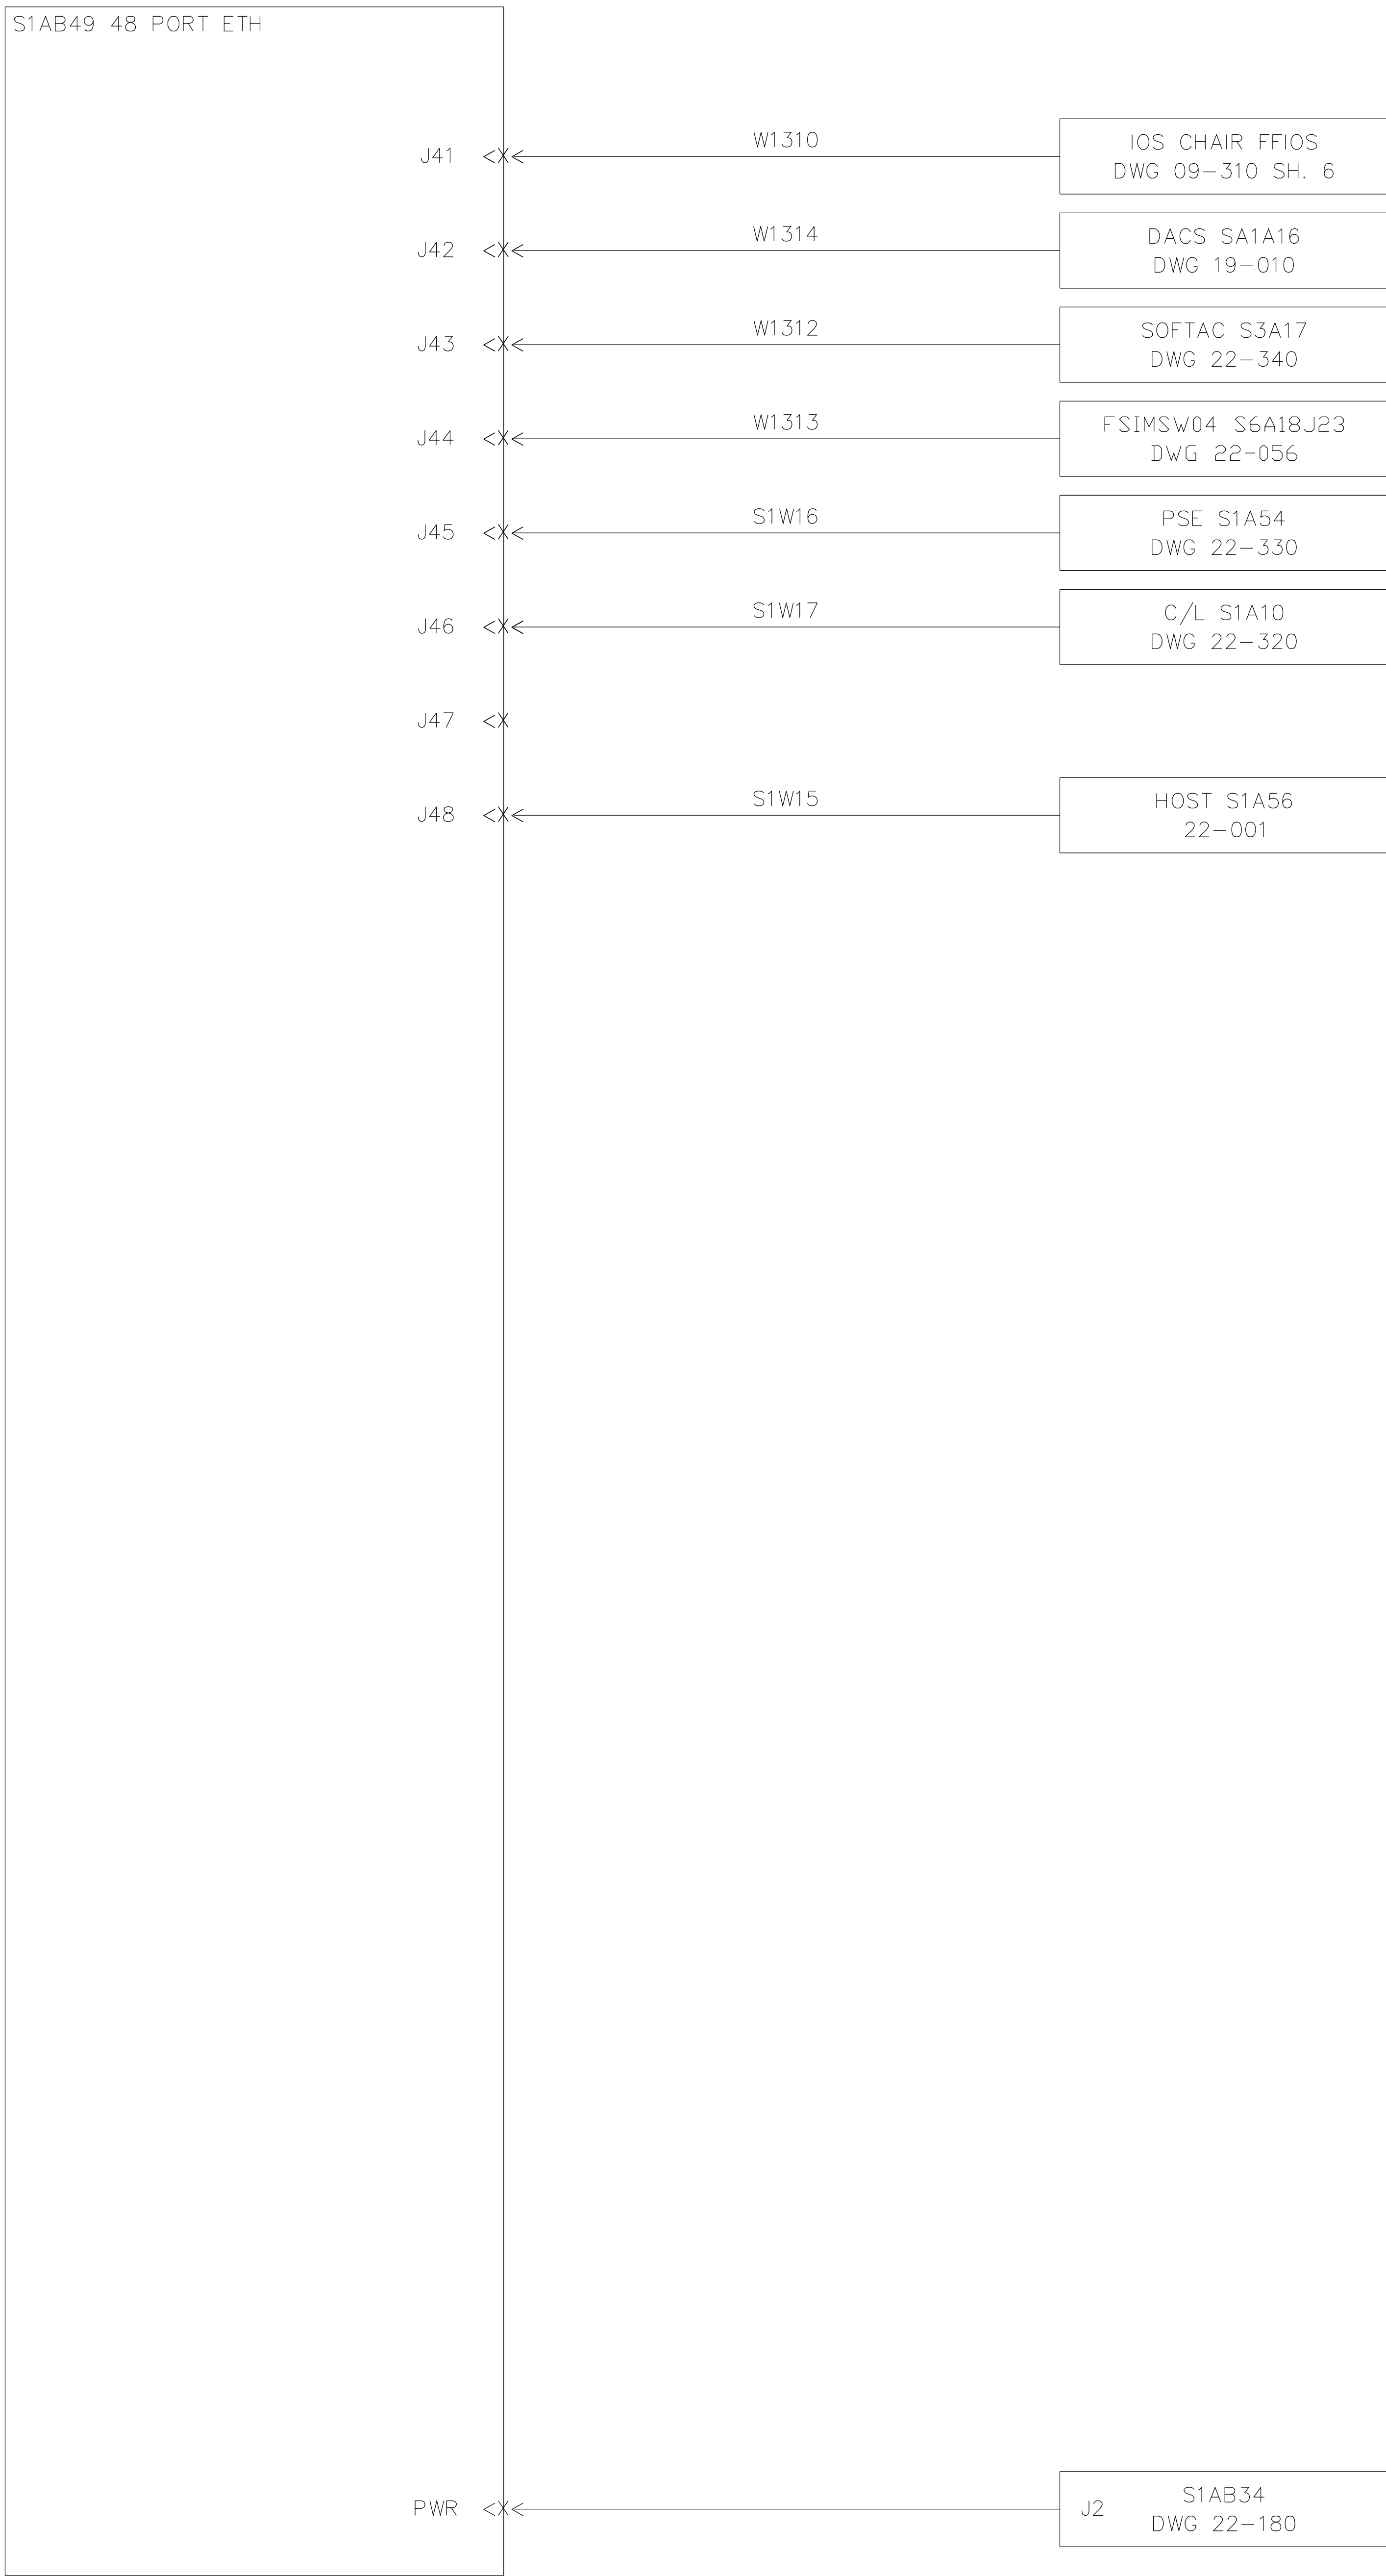 S1AB49 48 PORT ETH
J41
W1310
IOS CHAIR FFIOS
DWG 09-310 SH. 6
J42
W1314
DACS SA1A16
DWG 19-010
J43
W1312
SOFTAC S3A17
DWG 22-340
J44
W1313
FSIMSW04 S6A18J23
DWG 22-056
J45
S1W16
PSE S1A54
DWG 22-330
J46
S1W17
C/L S1A10
DWG 22-320
J47
J48
S1W15
HOST S1A56
22-001
PWR
J2
S1AB34
DWG 22-180